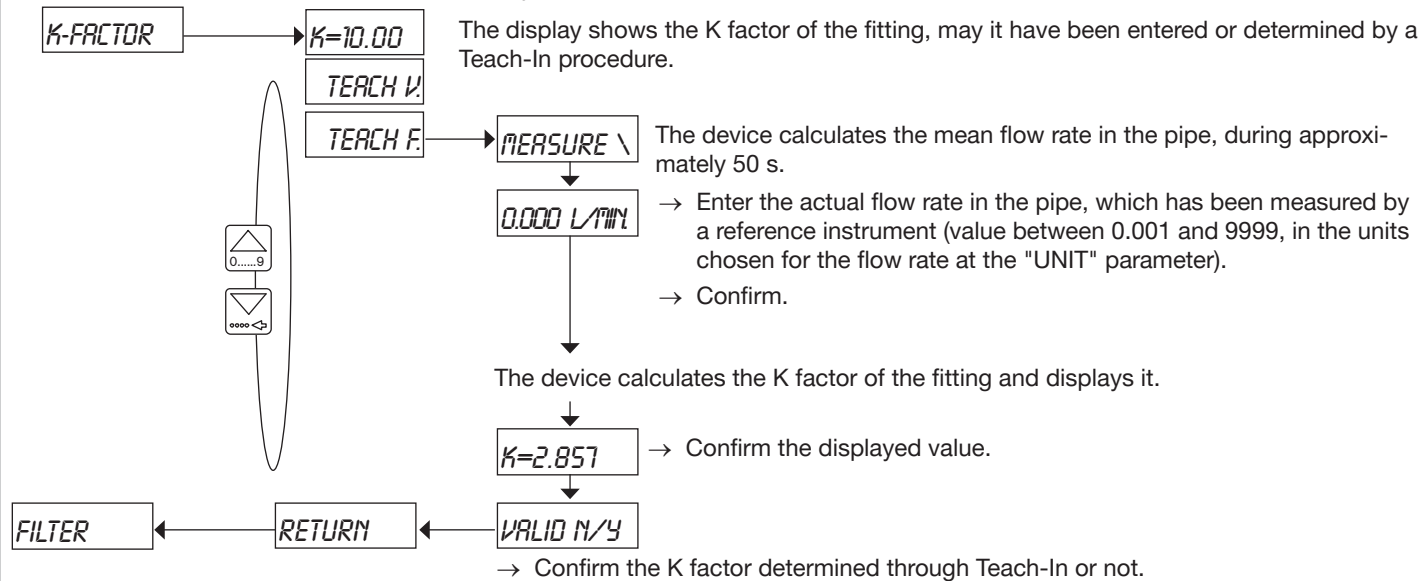 K-FACTOR
K=10.00
The display shows the K factor of the fitting, may it have been entered or determined by a
Teach-In procedure.
TEACH V.
TEACH F.
MEASURE \
The device calculates the mean flow rate in the pipe, during approxi-
mately 50 s.
0.000 L/MIN
→ Enter the actual flow rate in the pipe, which has been measured by
a reference instrument (value between 0.001 and 9999, in the units
chosen for the flow rate at the "UNIT" parameter).
→ Confirm.
0......9
The device calculates the K factor of the fitting and displays it.
K=2.857
→ Confirm the displayed value.
FILTER
RETURN
VALID N/Y
→ Confirm the K factor determined through Teach-In or not.